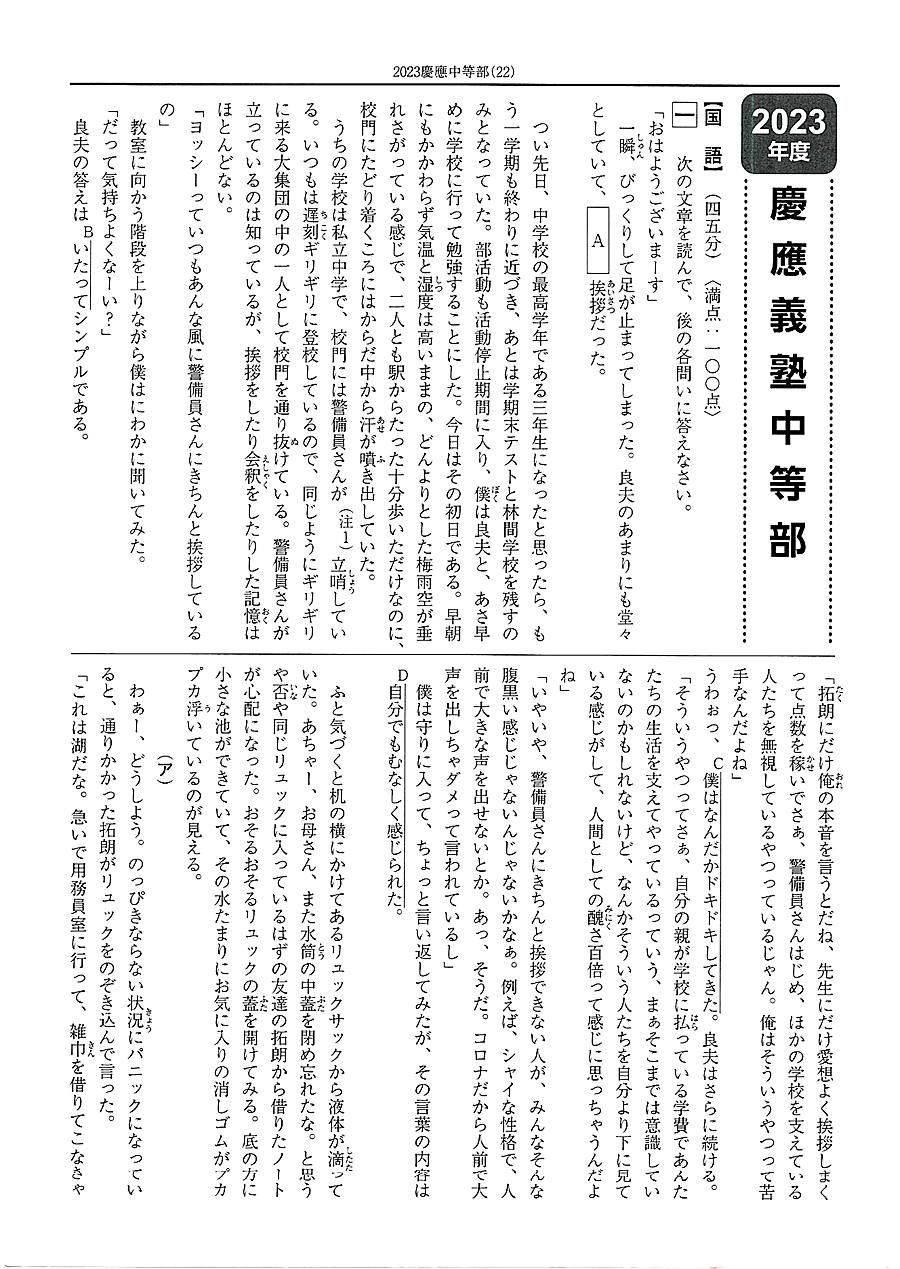 2023慶應中等部(22)
2023
年度
慶應義塾中等部
【国 語】 (四五分) 〈満点：一〇〇点〉
一 次の文章を読んで、後の各問いに答えなさい。
「おはようございまーす」
一瞬、びっくりして足が止まってしまった。良夫のあまりにも堂々
としていて、 A 挨拶だった。
つい先日、中学校の最高学年である三年生になったと思ったら、も
う一学期も終わりに近づき、あとは学期末テストと林間学校を残すの
みとなっていた。部活動も活動停止期間に入り、僕は良夫と、あさ早
めに学校に行って勉強することにした。今日はその初日である。早朝
にもかかわらず気温と湿度は高いままの、どんよりとした梅雨空が垂
れさがっている感じで、二人とも駅からたった十分歩いただけなのに、
校門にたどり着くころにはからだ中から汗が噴き出していた。
うちの学校は私立中学で、校門には警備員さんが(注1)立哨してい
る。いつもは遅刻ギリギリに登校しているので、同じようにギリギリ
に来る大集団の中の一人として校門を通り抜けている。警備員さんが
立っているのは知っているが、挨拶をしたり会釈をしたりした記憶は
ほとんどない。
「ヨッシーっていつもあんな風に警備員さんにきちんと挨拶している
の」
教室に向かう階段を上りながら僕はにわかに聞いてみた。
「だって気持ちよくなーい？」
良夫の答えはBいたってシンプルである。
「拓朗にだけ俺の本音を言うとだね、先生にだけ愛想よく挨拶しまく
って点数を稼いでさぁ、警備員さんはじめ、ほかの学校を支えている
人たちを無視しているやつっているじゃん。俺はそういうやつって苦
手なんだよね」
うわぉっ、C僕はなんだかドキドキしてきた。良夫はさらに続ける。
「そういうやつってさぁ、自分の親が学校に払っている学費であんた
たちの生活を支えてやっているっていう、まぁそこまでは意識してい
ないのかもしれないけど、なんかそういう人たちを自分より下に見て
いる感じがして、人間としての醜さ百倍って感じに思っちゃうんだよ
ね」
「いやいや、警備員さんにきちんと挨拶できない人が、みんなそんな
腹黒い感じじゃないんじゃないかなぁ。例えば、シャイな性格で、人
前で大きな声を出せないとか。あっ、そうだ。コロナだから人前で大
声を出しちゃダメって言われているし」
僕は守りに入って、ちょっと言い返してみたが、その言葉の内容は
D自分でもむなしく感じられた。
ふと気づくと机の横にかけてあるリュックサックから液体が滴って
いた。あちゃー、お母さん、また水筒の中蓋を閉め忘れたな。と思う
や否や同じリュックに入っているはずの友達の拓朗から借りたノート
が心配になった。おそるおそるリュックの蓋を開けてみる。底の方に
小さな池ができていて、その水たまりにお気に入りの消しゴムがプカ
プカ浮いているのが見える。
(ア)
わぁー、どうしよう。のっぴきならない状況にパニックになってい
ると、通りかかった拓朗がリュックをのぞき込んで言った。
「これは湖だな。急いで用務員室に行って、雑巾を借りてこなさゃ